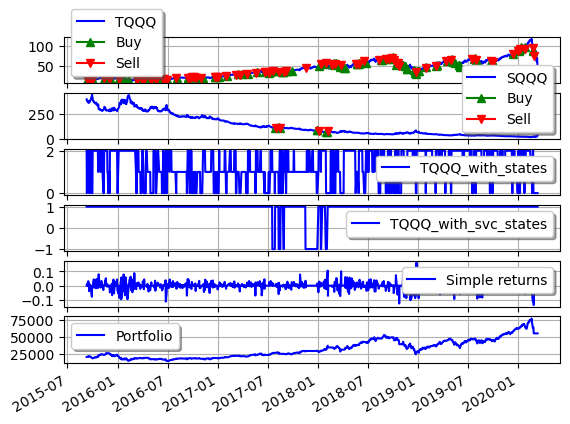 TQQQ
Buy
Sell
100
50
SQQQ
Buy
Sell
250
0
2
0
TQQQ_with_states
1
0
−1
TQQQ_with_svc_states
0.1
0.0
−0.1
Simple returns
75000
50000
25000
Portfolio
2015-07
2016-01
2016-07
2017-01
2017-07
2018-01
2018-07
2019-01
2019-07
2020-01